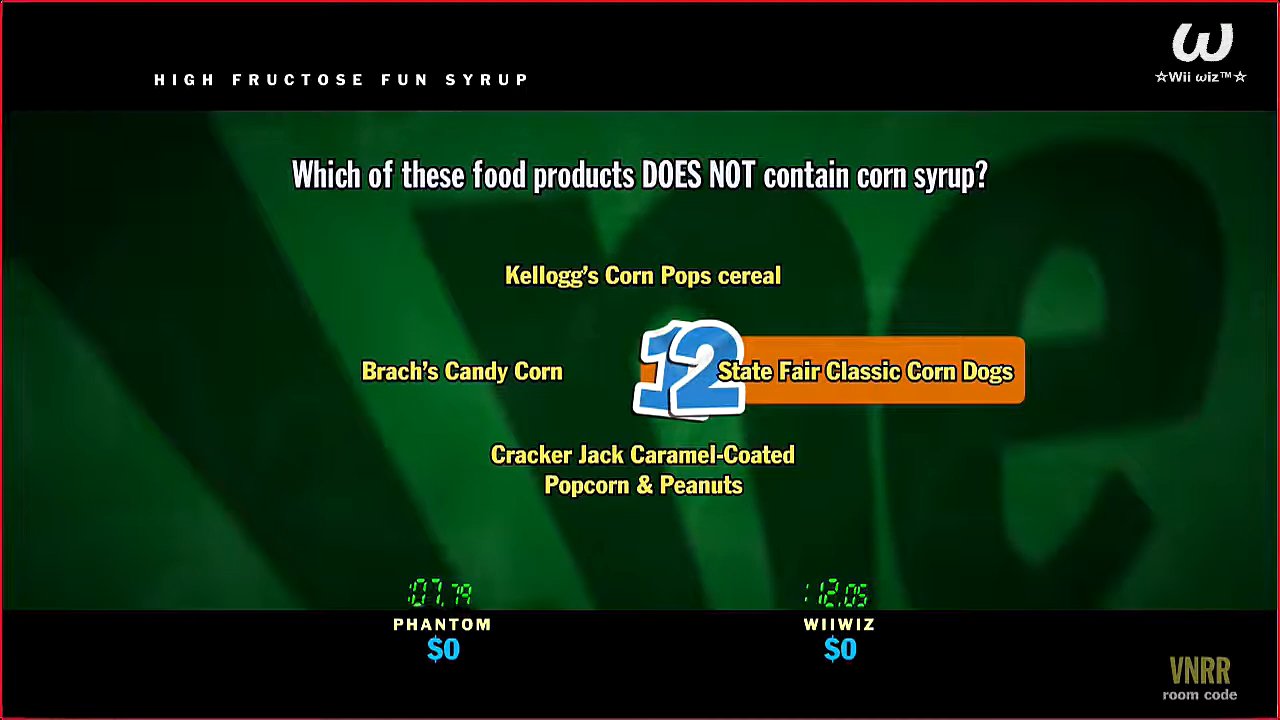 ω
☆Wii ωiz™☆
HIGH FRUCTOSE FUN SYRUP
Which of these food products DOES NOT contain corn syrup?
Kellogg's Corn Pops cereal
Brach's Candy Corn
12
State Fair Classic Corn Dogs
Cracker Jack Caramel-Coated
Popcorn & Peanuts
:07.79
:12.05
PHANTOM
WIIWIZ
$0
$0
VNRR
room code